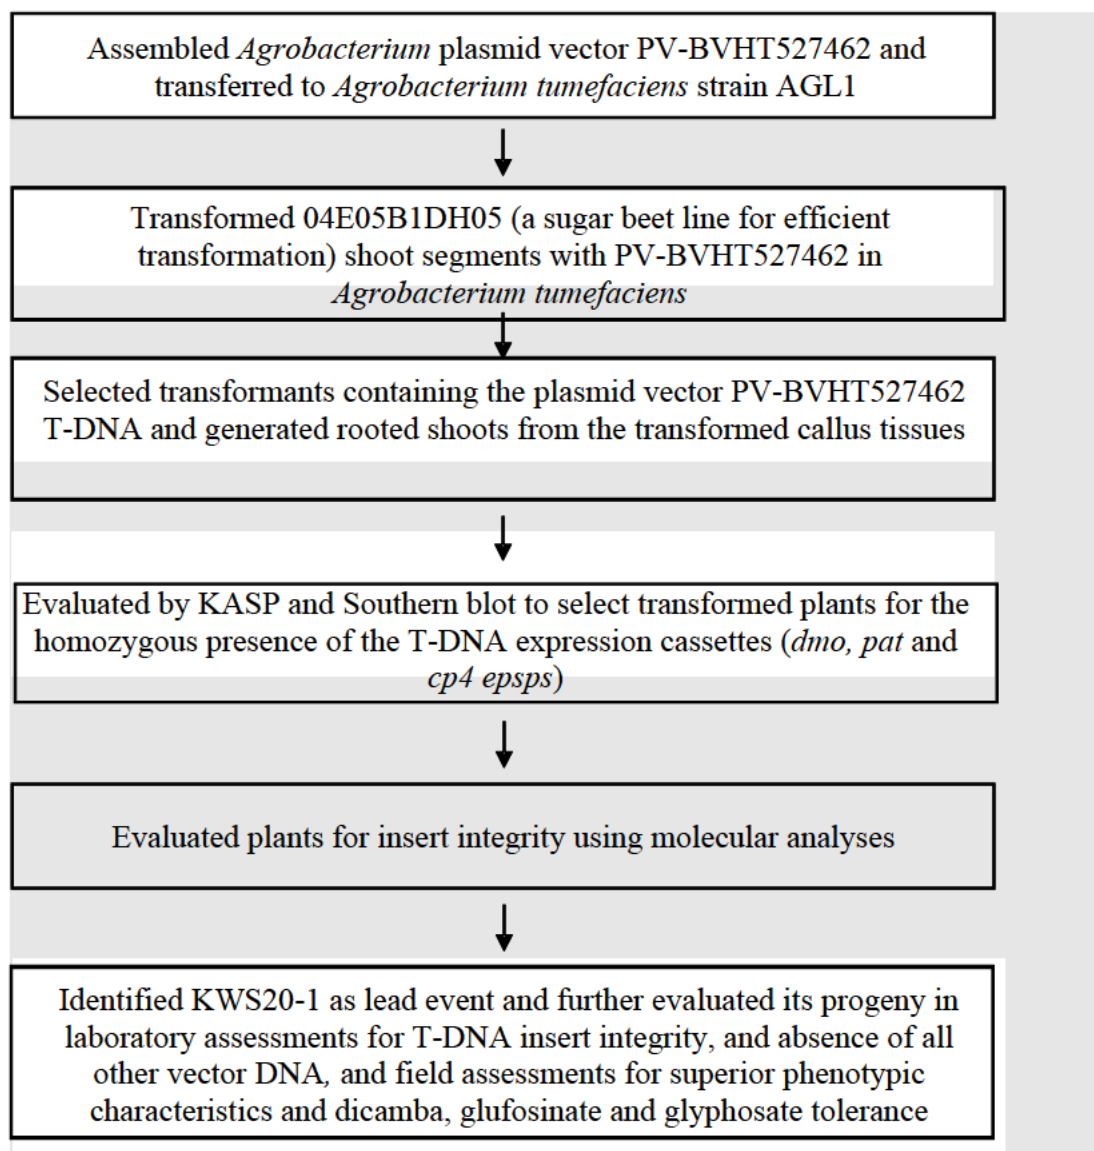 Assembled Agrobacterium plasmid vector PV-BVHT527462 and
transferred to Agrobacterium tumefaciens strain AGL1
Transformed 04E05B1DH05 (a sugar beet line for efficient
transformation) shoot segments with PV-BVHT527462 in
Agrobacterium tumefaciens
Selected transformants containing the plasmid vector PV-BVHT527462
T-DNA and generated rooted shoots from the transformed callus tissues
Evaluated by KASP and Southern blot to select transformed plants for the
homozygous presence of the T-DNA expression cassettes (dmo, pat and
cp4 epsps)
Evaluated plants for insert integrity using molecular analyses
Identified KWS20-1 as lead event and further evaluated its progeny in
laboratory assessments for T-DNA insert integrity, and absence of all
other vector DNA, and field assessments for superior phenotypic
characteristics and dicamba, glufosinate and glyphosate tolerance